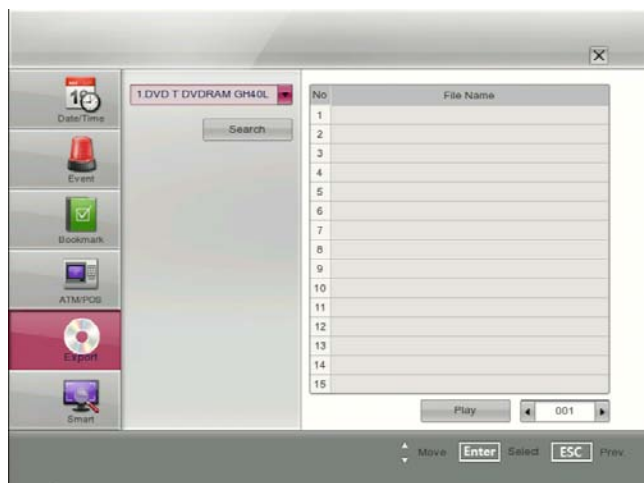 Date/Time
Event
Bookmark
ATM/POS
Export
Smart
1.DVD T DVDRAM GH40L
Search
No File Name
1
2
3
4
5
6
7
8
9
10
11
12
13
14
15
Play 001
Move Enter Select ESC Prev.